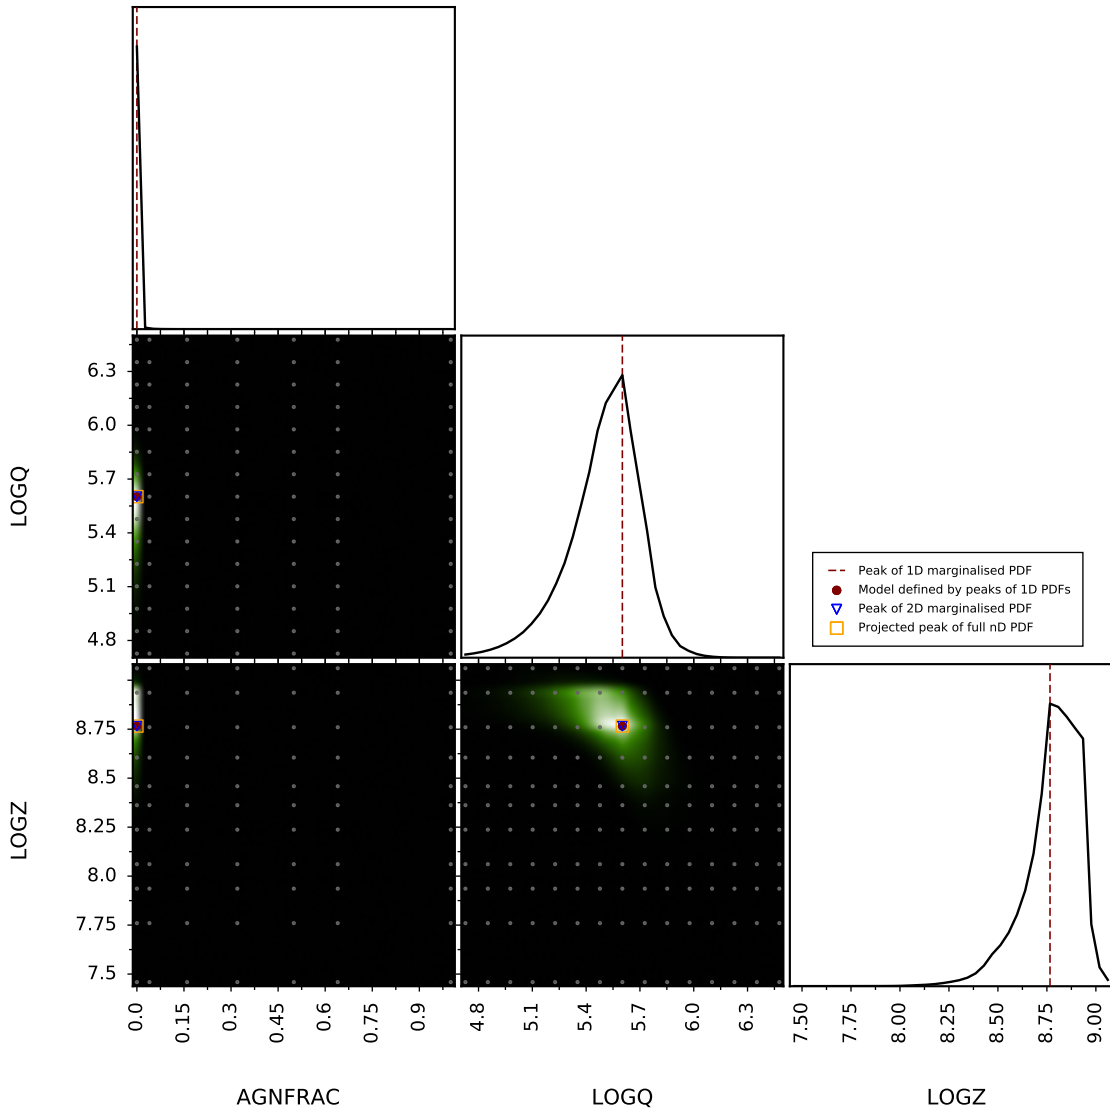 6.3
6.0
5.7
5.4
5.1
4.8
LOGQ
Peak of 1D marginalised PDF
Model defined by peaks of 1D PDFs
Peak of 2D marginalised PDF
Projected peak of full nD PDF
8.75
8.5
8.25
8.0
7.75
7.5
LOGZ
0.0 0.15 0.3 0.45 0.6 0.75 0.9
4.8 5.1 5.4 5.7 6.0 6.3
7.50 7.75 8.00 8.25 8.50 8.75 9.00
AGNFRAC LOGQ LOGZ